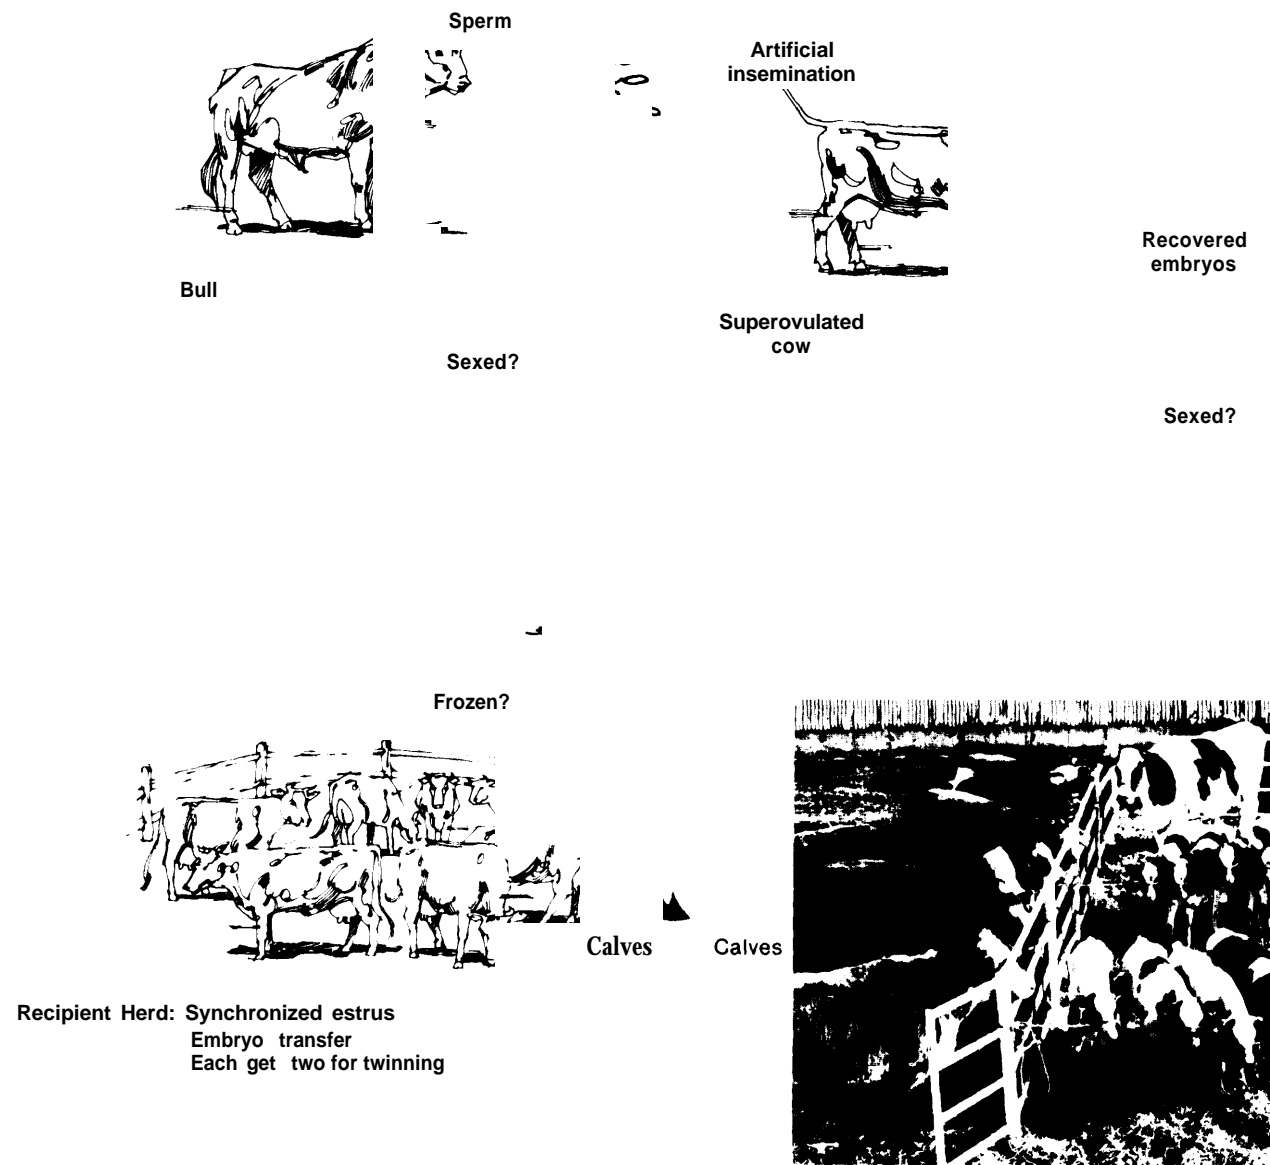 Sperm
Artificial
insemination
Recovered
embryos
Bull
Superovulated
cow
Sexed?
Sexed?
Frozen?
Calves
Calves
Recipient Herd: Synchronized estrus
Embryo transfer
Each get two for twinning